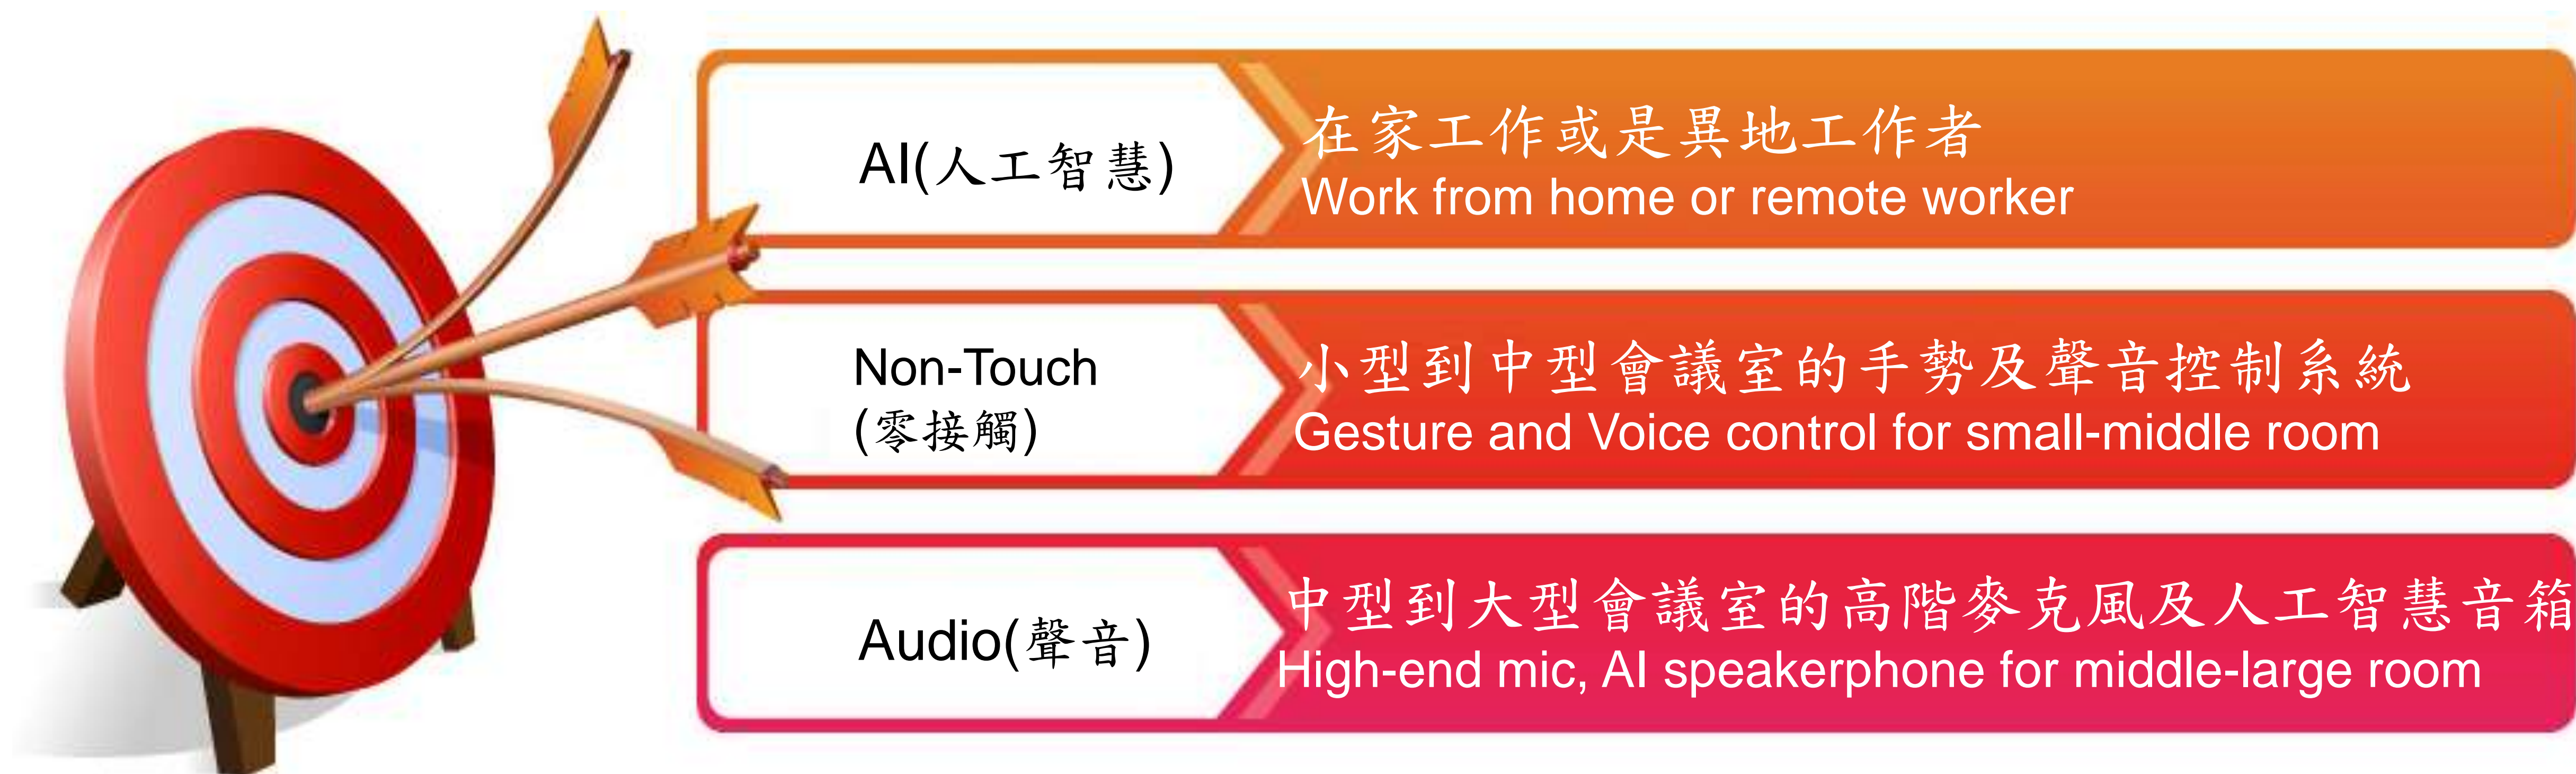 AI(人工智慧)
在家工作或是異地工作者
Work from home or remote worker
Non-Touch
(零接觸)
小型到中型會議室的手勢及聲音控制系統
Gesture and Voice control for small-middle room
Audio(聲音)
中型到大型會議室的高階麥克風及人工智慧音箱
High-end mic, AI speakerphone for middle-large room